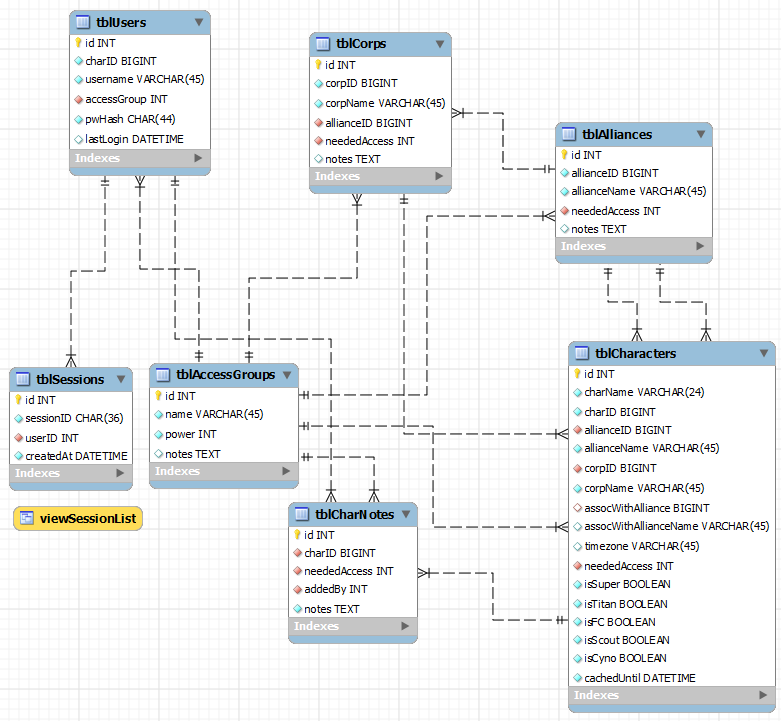 tblUsers
id INT
charID BIGINT
username VARCHAR(45)
accessGroup INT
pwHash CHAR(44)
lastLogin DATETIME
Indexes
tblCorps
id INT
corpID BIGINT
corpName VARCHAR(45)
allianceID BIGINT
neededAccess INT
notes TEXT
Indexes
tblAlliances
id INT
allianceID BIGINT
allianceName VARCHAR(45)
neededAccess INT
notes TEXT
Indexes
tblSessions
id INT
sessionID CHAR(36)
userID INT
createdAt DATETIME
Indexes
viewSessionList
tblAccessGroups
id INT
name VARCHAR(45)
power INT
notes TEXT
Indexes
tblCharNotes
id INT
charID BIGINT
neededAccess INT
addedBy INT
notes TEXT
Indexes
tblCharacters
id INT
charName VARCHAR(24)
charID BIGINT
allianceID BIGINT
allianceName VARCHAR(45)
corpID BIGINT
corpName VARCHAR(45)
assocWithAlliance BIGINT
assocWithAllianceName VARCHAR(45)
timezone VARCHAR(45)
neededAccess INT
isSuper BOOLEAN
isTitan BOOLEAN
isFC BOOLEAN
isScout BOOLEAN
isCyno BOOLEAN
cachedUntil DATETIME
Indexes